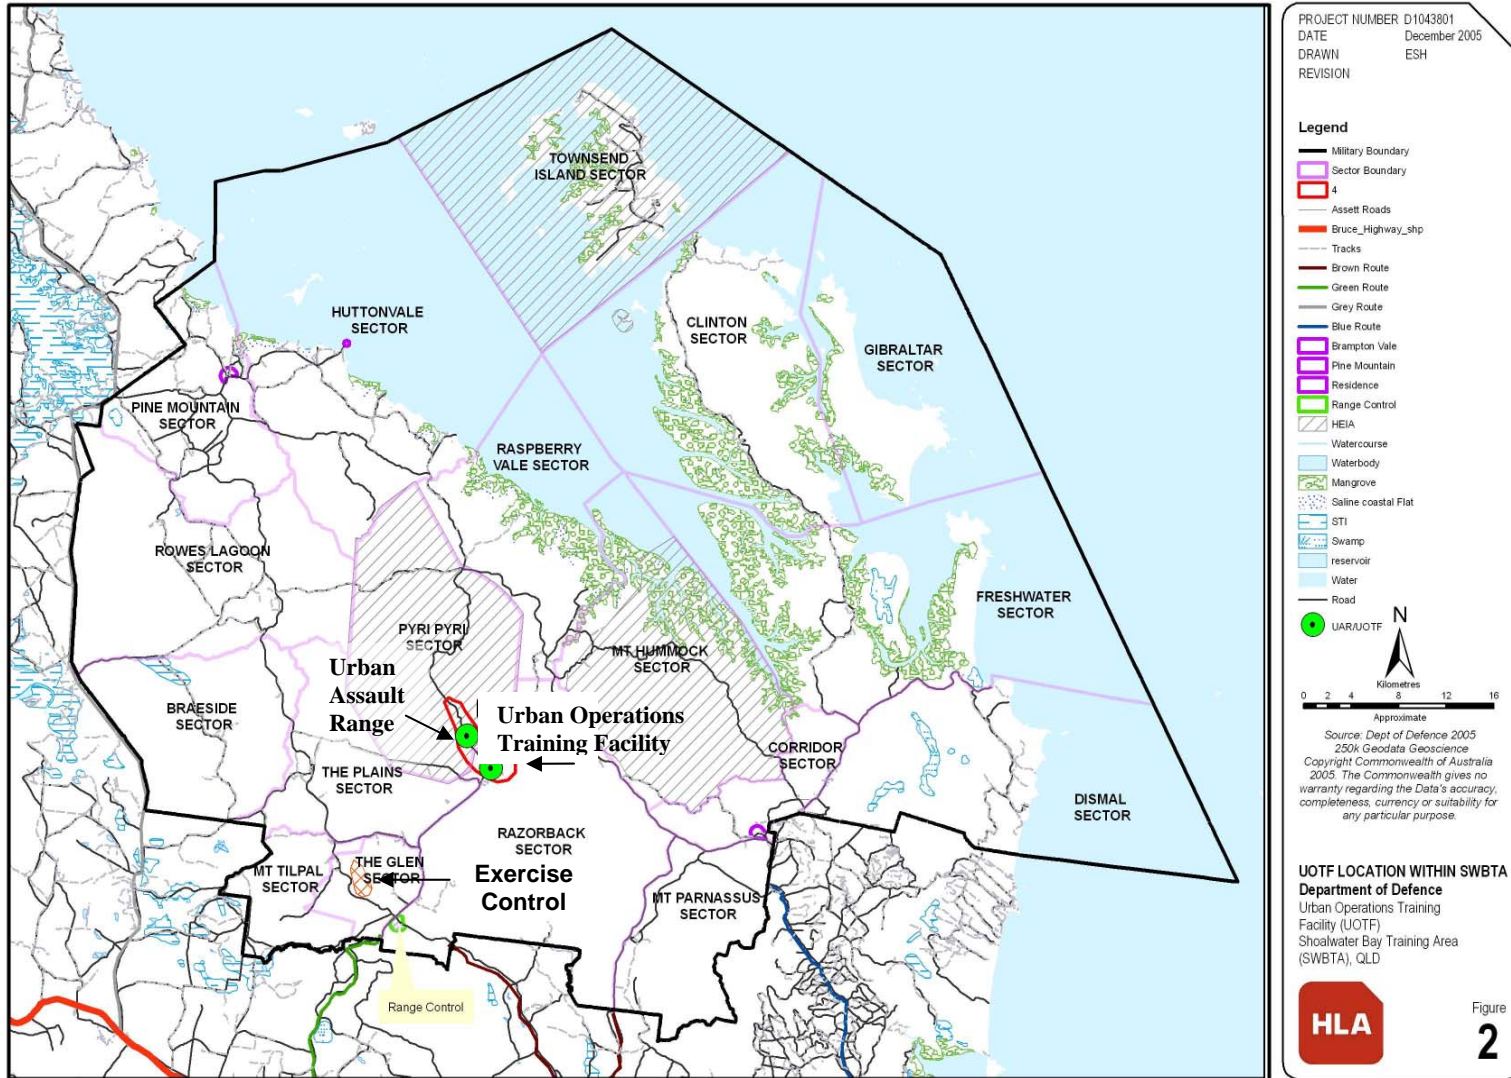 TOWNSEND
ISLAND SECTOR
HUTTONVALE
SECTOR
CLINTON
SECTOR
GIBRALTAR
SECTOR
PINE MOUNTAIN
SECTOR
RASPBERRY
VALE SECTOR
ROWES LAGOON
SECTOR
FRESHWATER
SECTOR
PYRI PYRI
SECTOR
MT HUMMOCK
SECTOR
Urban
Assault
Range
BRAESIDE
SECTOR
Urban Operations
Training Facility
CORRIDOR
SECTOR
THE PLAINS
SECTOR
DISMAL
SECTOR
RAZORBACK
SECTOR
MT TILPAL
SECTOR
THE GLEN
SECTOR
Exercise
Control
MT PARNASSUS
SECTOR
Range Control
PROJECT NUMBER D1043801
DATE December 2005
DRAWN ESH
REVISION
Legend
Military Boundary
Sector Boundary
4
Assett Roads
Bruce_Highway_shp
Tracks
Brown Route
Green Route
Grey Route
Blue Route
Brampton Vale
Pine Mountain
Residence
Range Control
HEIA
Watercourse
Waterbody
Mangrove
Saline coastal Flat
STI
Swamp
reservoir
Water
Road
UAR/UOTF
N
Kilometres
0 2 4 8 12 16
Approximate
Source: Dept of Defence 2005
250k Geodata Geoscience
Copyright Commonwealth of Australia
2005. The Commonwealth gives no
warranty regarding the Data's accuracy,
completeness, currency or suitability for
any particular purpose.
UOTF LOCATION WITHIN SWBTA
Department of Defence
Urban Operations Training
Facility (UOTF)
Shoalwater Bay Training Area
(SWBTA), QLD
HLA
Figure
2